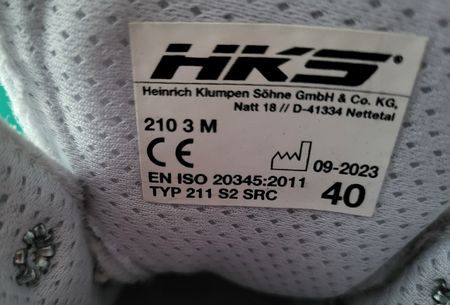 HKS®
Heinrich Klumpen Söhne GmbH & Co. KG,
Natt 18 // D-41334 Nettetal
210 3 M
CE
09-2023
EN ISO 20345:2011
TYP 211 S2 SRC
40